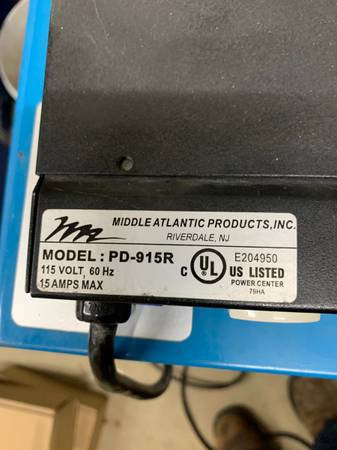 MIDDLE ATLANTIC PRODUCTS,INC.
RIVERDALE, NJ
MODEL : PD-915R
115 VOLT, 60 Hz
15 AMPS MAX
C UL US LISTED
E204950
POWER CENTER
79HA